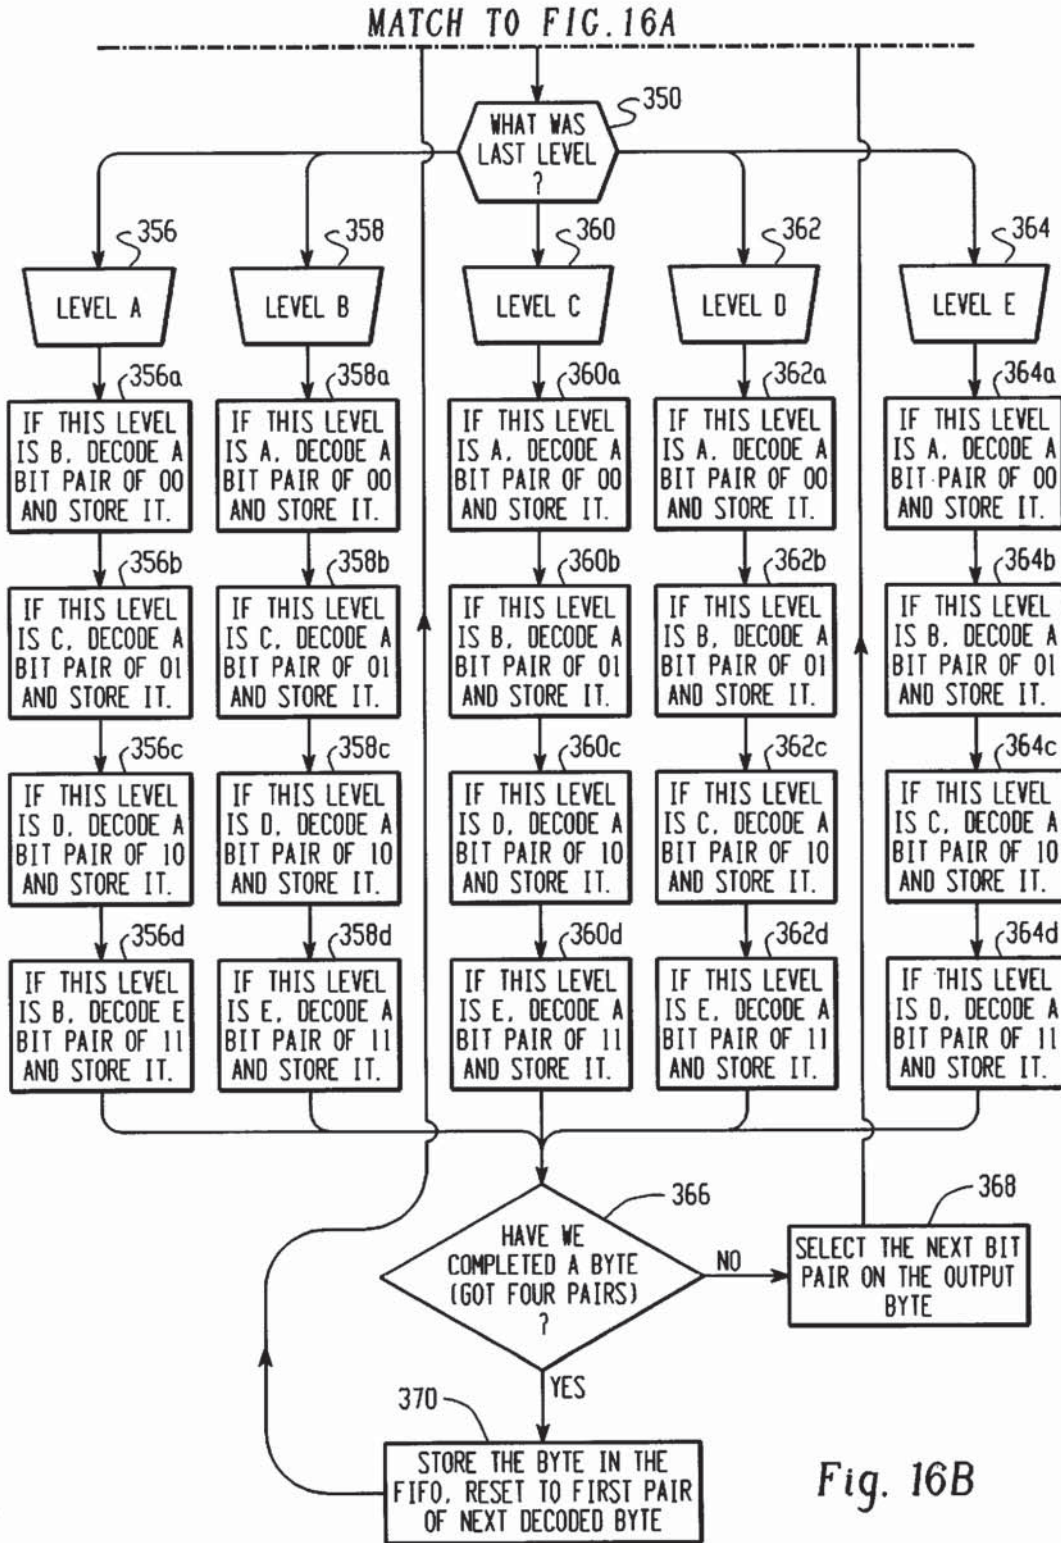 MATCH TO FIG.16A
350
WHAT WAS
LAST LEVEL
?
356
LEVEL A
358
LEVEL B
360
LEVEL C
362
LEVEL D
364
LEVEL E
356a
IF THIS LEVEL
IS B, DECODE A
BIT PAIR OF 00
AND STORE IT.
358a
IF THIS LEVEL
IS A, DECODE A
BIT PAIR OF 00
AND STORE IT.
360a
IF THIS LEVEL
IS A, DECODE A
BIT PAIR OF 00
AND STORE IT.
362a
IF THIS LEVEL
IS A, DECODE A
BIT PAIR OF 00
AND STORE IT.
364a
IF THIS LEVEL
IS A, DECODE A
BIT PAIR OF 00
AND STORE IT.
356b
IF THIS LEVEL
IS C, DECODE A
BIT PAIR OF 01
AND STORE IT.
358b
IF THIS LEVEL
IS C, DECODE A
BIT PAIR OF 01
AND STORE IT.
360b
IF THIS LEVEL
IS B, DECODE A
BIT PAIR OF 01
AND STORE IT.
362b
IF THIS LEVEL
IS B, DECODE A
BIT PAIR OF 01
AND STORE IT.
364b
IF THIS LEVEL
IS B, DECODE A
BIT PAIR OF 01
AND STORE IT.
356c
IF THIS LEVEL
IS D, DECODE A
BIT PAIR OF 10
AND STORE IT.
358c
IF THIS LEVEL
IS D, DECODE A
BIT PAIR OF 10
AND STORE IT.
360c
IF THIS LEVEL
IS D, DECODE A
BIT PAIR OF 10
AND STORE IT.
362c
IF THIS LEVEL
IS C, DECODE A
BIT PAIR OF 10
AND STORE IT.
364c
IF THIS LEVEL
IS C, DECODE A
BIT PAIR OF 10
AND STORE IT.
356d
IF THIS LEVEL
IS B, DECODE E
BIT PAIR OF 11
AND STORE IT.
358d
IF THIS LEVEL
IS E, DECODE A
BIT PAIR OF 11
AND STORE IT.
360d
IF THIS LEVEL
IS E, DECODE A
BIT PAIR OF 11
AND STORE IT.
362d
IF THIS LEVEL
IS E, DECODE A
BIT PAIR OF 11
AND STORE IT.
364d
IF THIS LEVEL
IS D, DECODE A
BIT PAIR OF 11
AND STORE IT.
366
HAVE WE
COMPLETED A BYTE
(GOT FOUR PAIRS)
?
NO
368
SELECT THE NEXT BIT
PAIR ON THE OUTPUT
BYTE
YES
370
STORE THE BYTE IN THE
FIFO, RESET TO FIRST PAIR
OF NEXT DECODED BYTE
Fig. 16B